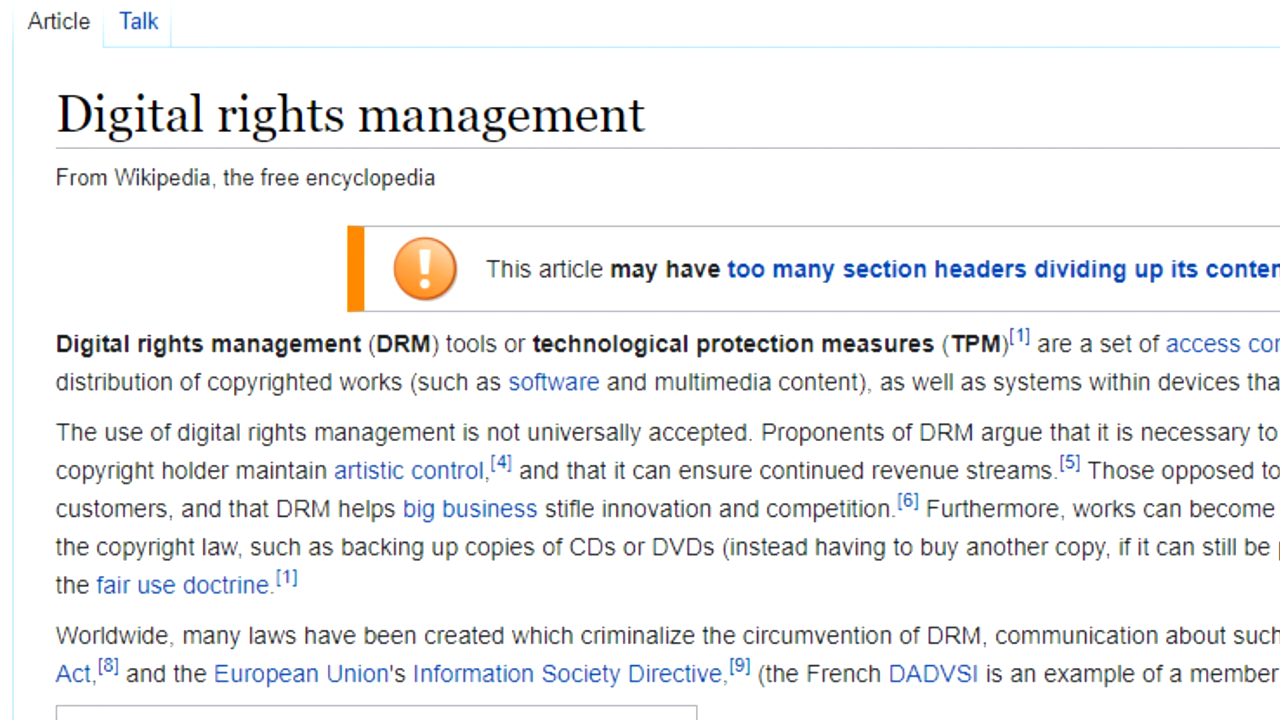 Article Talk
Digital rights management
From Wikipedia, the free encyclopedia
This article may have too many section headers dividing up its
Digital rights management (DRM) tools or technological protection measures (TPM)[1] are a set of access
distribution of copyrighted works (such as software and multimedia content), as well as systems within devices
The use of digital rights management is not universally accepted. Proponents of DRM argue that it is necessary to
copyright holder maintain artistic control,[4] and that it can ensure continued revenue streams.[5] Those opposed to
customers, and that DRM helps big business stifle innovation and competition.[6] Furthermore, works can become
the copyright law, such as backing up copies of CDs or DVDs (instead having to buy another copy, if it can still be
the fair use doctrine.[1]
Worldwide, many laws have been created which criminalize the circumvention of DRM, communication about such
Act,[8] and the European Union's Information Society Directive,[9] (the French DADVSI is an example of a member